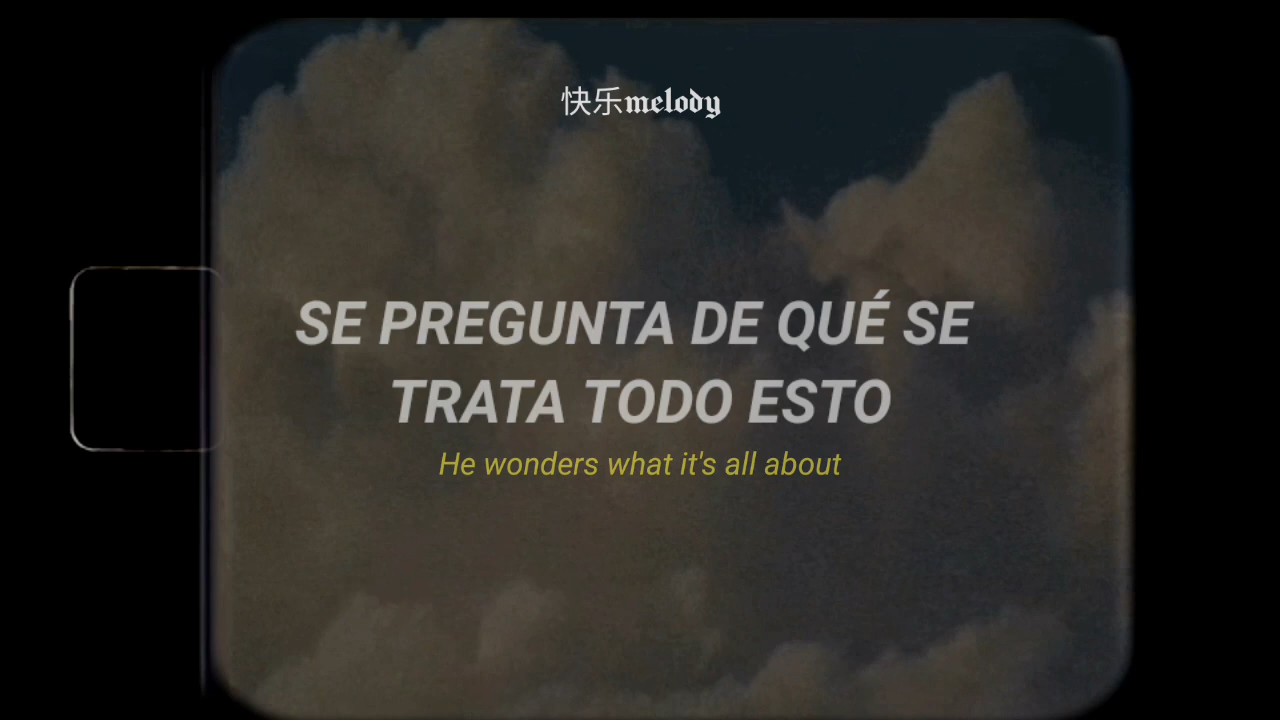 快乐melody
SE PREGUNTA DE QUÉ SE
TRATA TODO ESTO
He wonders what it's all about